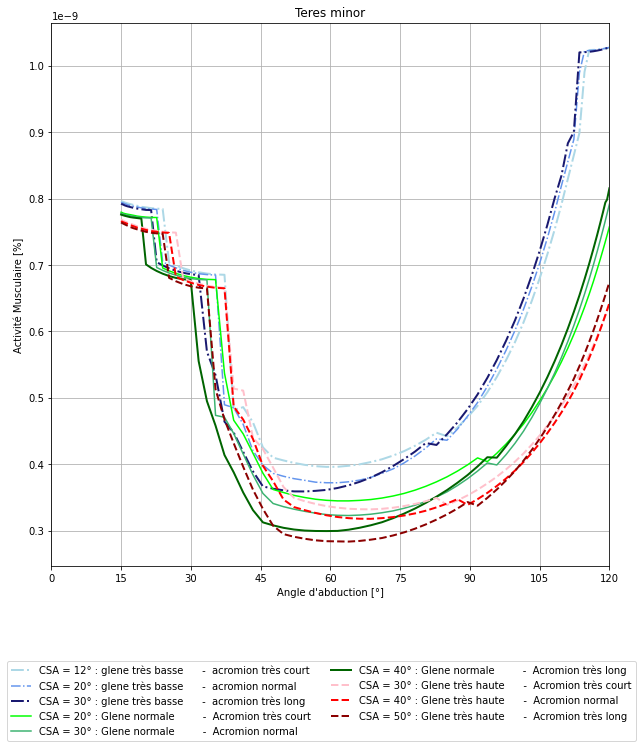 Teres minor
1e−9
1.0
0.9
0.8
0.7
0.6
0.5
0.4
0.3
Activité Musculaire [%]
0 15 30 45 60 75 90 105 120
Angle d'abduction [°]
CSA = 12° : glene très basse - acromion très court
CSA = 20° : glene très basse - acromion normal
CSA = 30° : glene très basse - acromion très long
CSA = 20° : Glene normale - Acromion très court
CSA = 30° : Glene normale - Acromion normal
CSA = 40° : Glene normale - Acromion très long
CSA = 30° : Glene très haute - Acromion très court
CSA = 40° : Glene très haute - Acromion normal
CSA = 50° : Glene très haute - Acromion très long